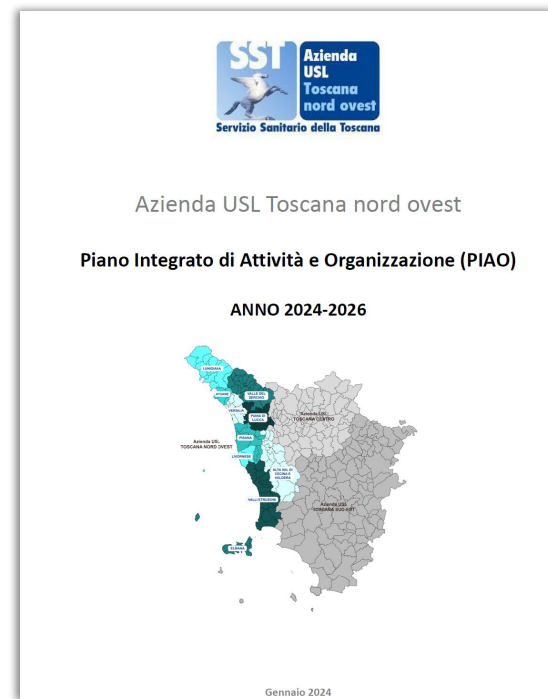 SST
Azienda
USL
Toscana
nord ovest
Servizio Sanitario della Toscana
Azienda USL Toscana nord ovest
Piano Integrato di Attività e Organizzazione (PIAO)
ANNO 2024-2026
LUNIGIANA
APUANE
VALLE DEL
SERCHIO
VERSILIA
PIANA DI
LUCCA
Azienda USL
TOSCANA CENTRO
Azienda USL
TOSCANA NORD OVEST
PISANA
LIVORNESE
ALTA VAL DI
CECINA E
VALDERA
VALLI ETRUSCHE
Azienda USL
TOSCANA SUD EST
ELBANA
Gennaio 2024